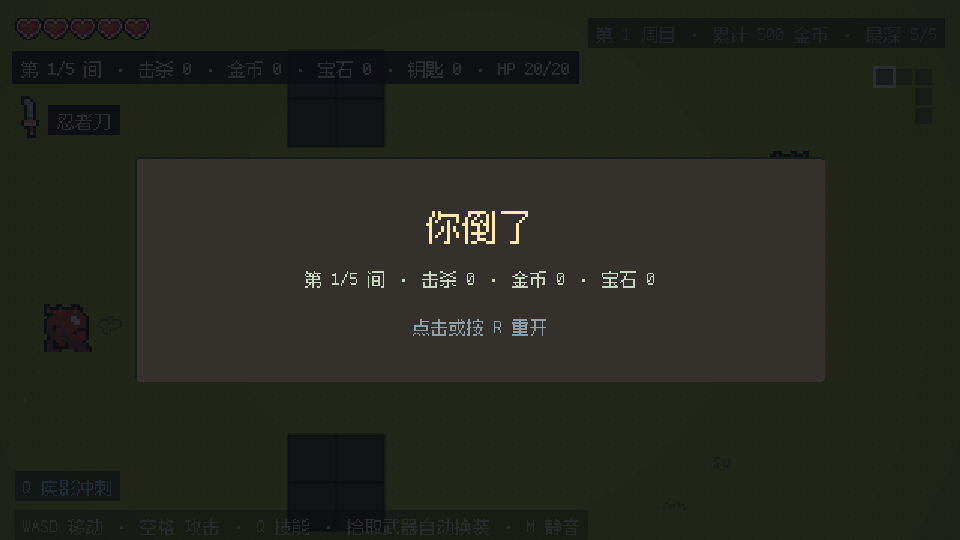 第 1 周目 · 累计 500 金币 · 最深 5/5
第 1/5 间 · 击杀 0 · 金币 0 · 宝石 0 · 钥匙 0 · HP 20/20
忍者刀
你倒了
第 1/5 间 · 击杀 0 · 金币 0 · 宝石 0
点击或按 R 重开
Q 疾影冲刺
WASD 移动 · 空格 攻击 · Q 技能 · 拾取武器自动换装 · M 静音